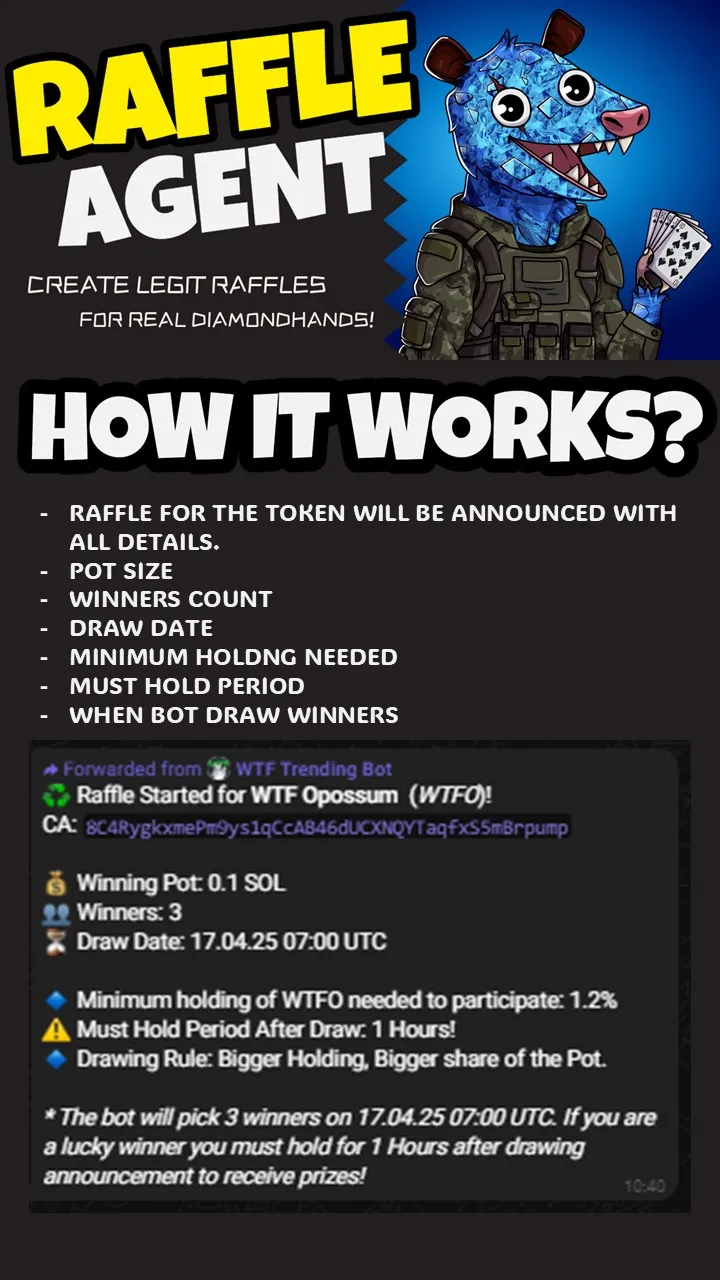 RAFFLE
AGENT
CREATE LEGIT RAFFLES
FOR REAL DIAMONDHANDS!
HOW IT WORKS?
- RAFFLE FOR THE TOKEN WILL BE ANNOUNCED WITH
ALL DETAILS.
- POT SIZE
- WINNERS COUNT
- DRAW DATE
- MINIMUM HOLDNG NEEDED
- MUST HOLD PERIOD
- WHEN BOT DRAW WINNERS
Forwarded from WTF Trending Bot
Raffle Started for WTF Opossum (WTFO)!
CA: 8C4RygkxmePm9ys1qCcAB46dUCXNQYTaqfxS5mBrpump
Winning Pot: 0.1 SOL
Winners: 3
Draw Date: 17.04.25 07:00 UTC
Minimum holding of WTFO needed to participate: 1.2%
Must Hold Period After Draw: 1 Hours!
Drawing Rule: Bigger Holding, Bigger share of the Pot.
* The bot will pick 3 winners on 17.04.25 07:00 UTC. If you are
a lucky winner you must hold for 1 Hours after drawing
announcement to receive prizes!
10:40